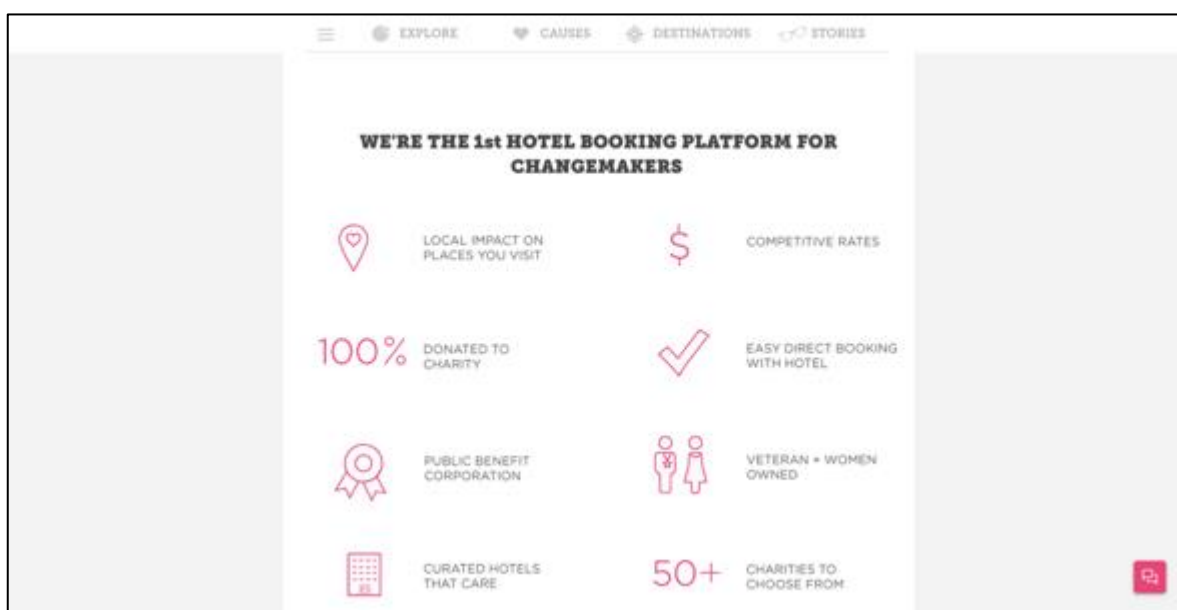 EXPLORE CAUSES DESTINATIONS STORIES
WE'RE THE 1st HOTEL BOOKING PLATFORM FOR
CHANGEMAKERS
LOCAL IMPACT ON
PLACES YOU VISIT
$
COMPETITIVE RATES
100%
DONATED TO
CHARITY
EASY DIRECT BOOKING
WITH HOTEL
PUBLIC BENEFIT
CORPORATION
VETERAN + WOMEN
OWNED
CURATED HOTELS
THAT CARE
50+
CHARITIES TO
CHOOSE FROM